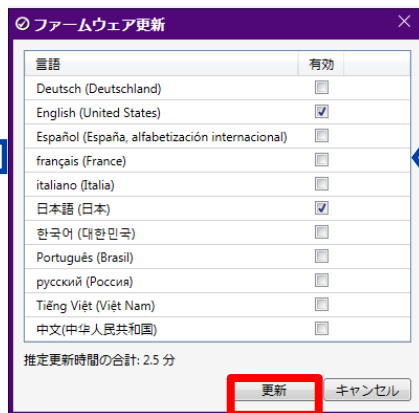 ファームウェア更新
言語 有効
Deutsch (Deutschland)
English (United States)
Español (España, alfabetización internacional)
français (France)
italiano (Italia)
日本語 (日本)
한국어 (대한민국)
Português (Brasil)
русский (Россия)
Tiếng Việt (Việt Nam)
中文(中华人民共和国)
推定更新時間の合計: 2.5 分
更新 キャンセル